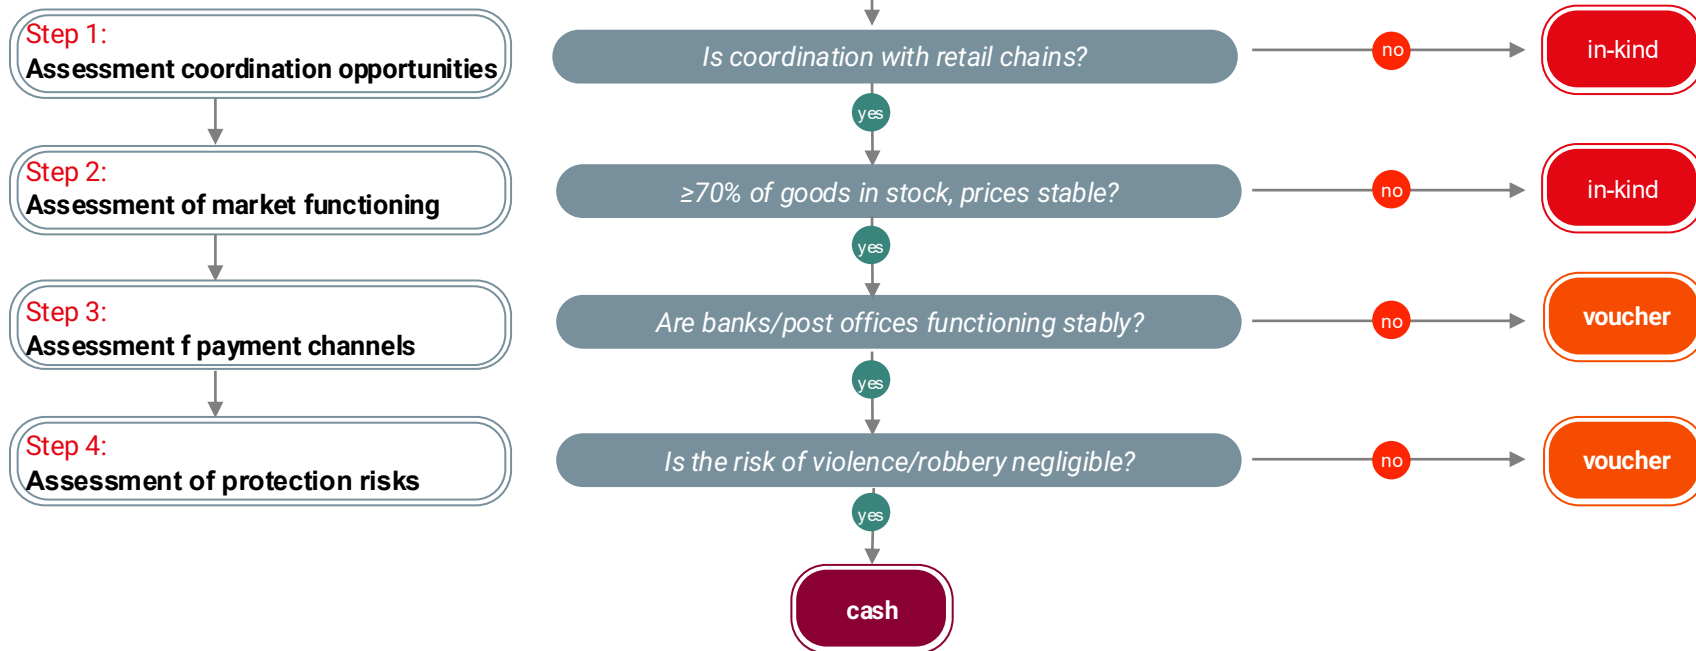 Step 1:
Assessment coordination opportunities
Is coordination with retail chains?
no
in-kind
yes
Step 2:
Assessment of market functioning
≥70% of goods in stock, prices stable?
no
in-kind
yes
Step 3:
Assessment f payment channels
Are banks/post offices functioning stably?
no
voucher
yes
Step 4:
Assessment of protection risks
Is the risk of violence/robbery negligible?
no
voucher
yes
cash